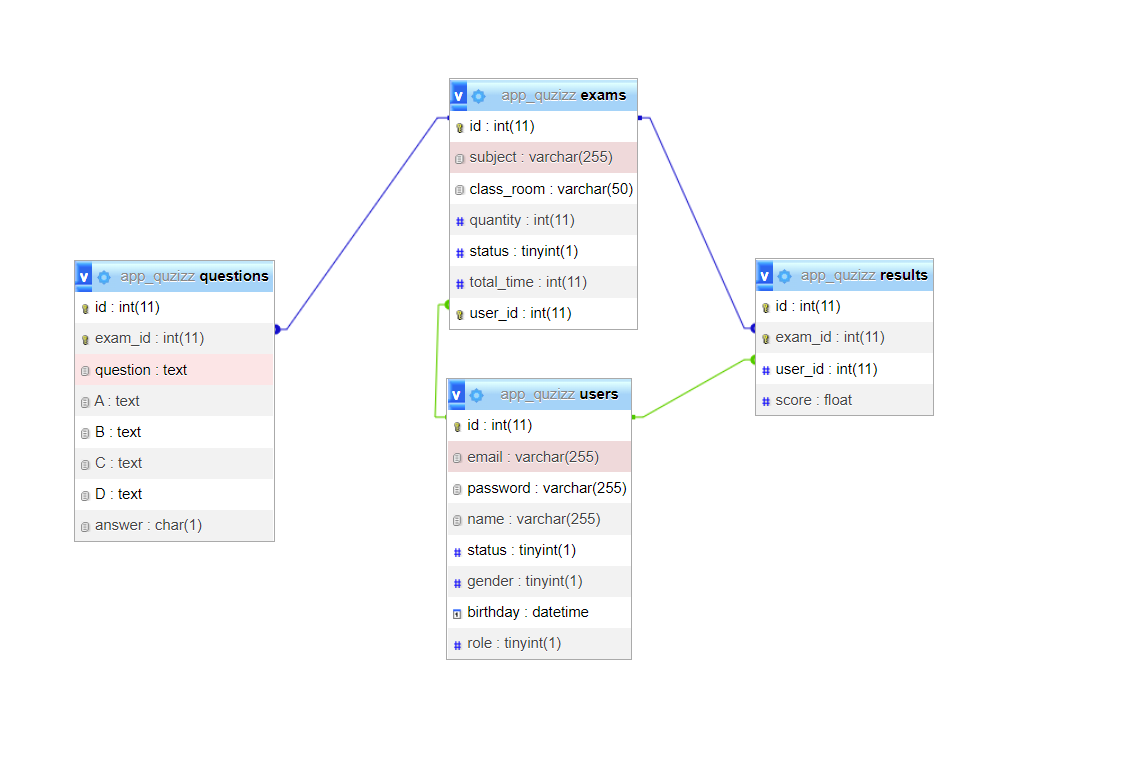 app_quzizz exams
id : int(11)
subject : varchar(255)
class_room : varchar(50)
quantity : int(11)
status : tinyint(1)
total_time : int(11)
user_id : int(11)
app_quzizz questions
id : int(11)
exam_id : int(11)
question : text
A : text
B : text
C : text
D : text
answer : char(1)
app_quzizz results
id : int(11)
exam_id : int(11)
user_id : int(11)
score : float
app_quzizz users
id : int(11)
email : varchar(255)
password : varchar(255)
name : varchar(255)
status : tinyint(1)
gender : tinyint(1)
birthday : datetime
role : tinyint(1)